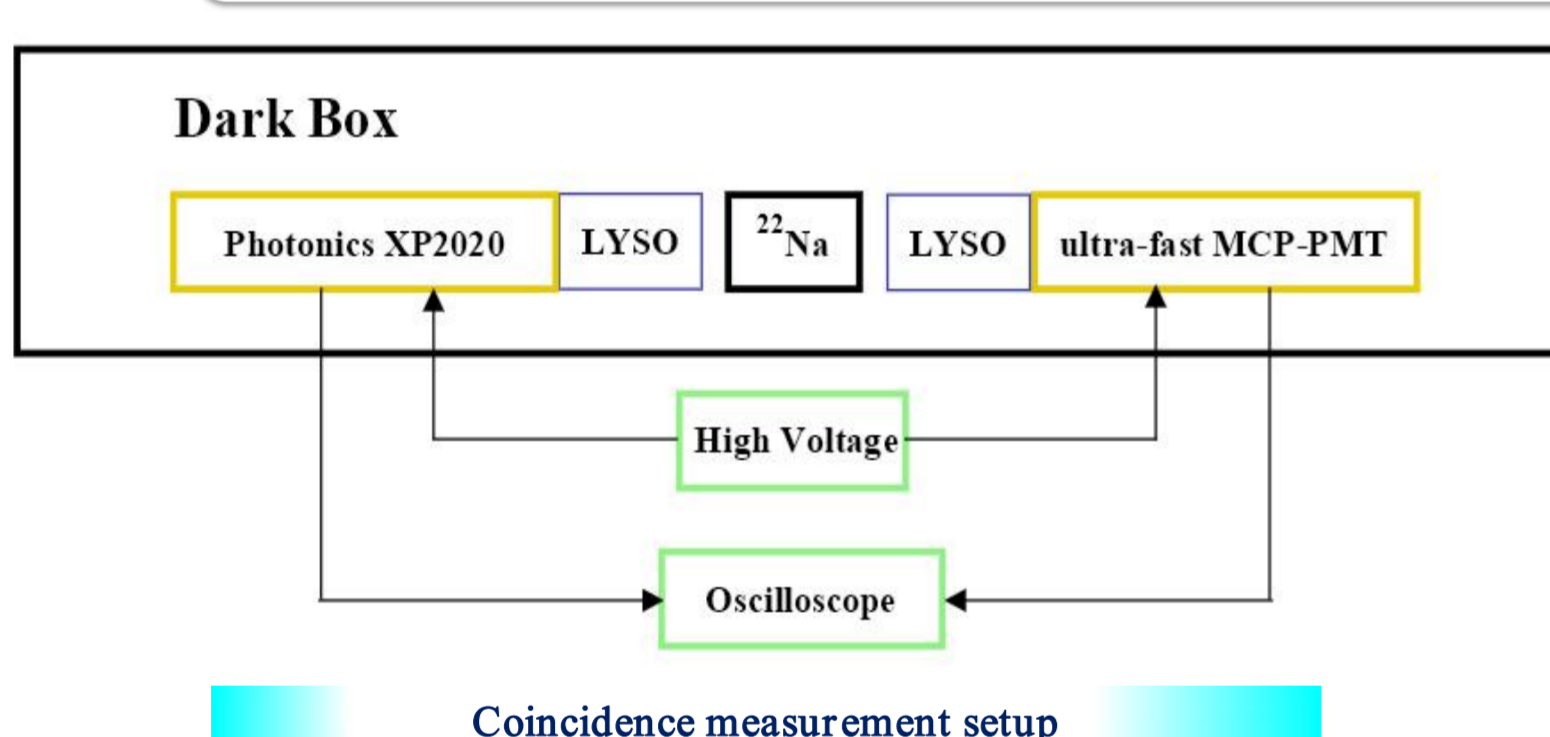 Dark Box
Photonics XP2020
LYSO
²²Na
LYSO
ultra-fast MCP-PMT
High Voltage
Oscilloscope
Coincidence measurement setup